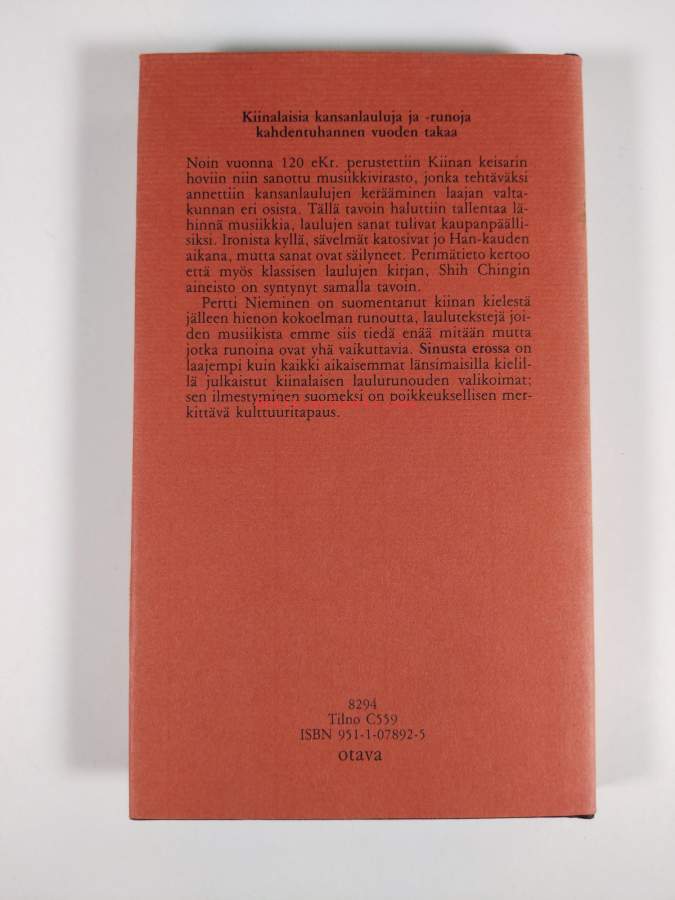 Kiinalaisia kansanlauluja ja -runoja
kahdentuhannen vuoden takaa
Noin vuonna 120 eKr. perustettiin Kiinan keisarin
hoviin niin sanottu musiikkivirasto, jonka tehtäväksi
annettiin kansanlaulujen kerääminen laajan valta-
kunnan eri osista. Tällä tavoin haluttiin tallentaa lä-
hinnä musiikkia, laulujen sanat tulivat kaupanpäälli-
siksi. Ironista kyllä, sävelmät katosivat jo Han-kauden
aikana, mutta sanat ovat säilyneet. Perimätieto kertoo
että myös klassisen laulujen kirjan, Shih Chingin
aineisto on syntynyt samalla tavoin.
Pertti Nieminen on suomentanut kiinan kielestä
jälleen hienon kokoelman runoutta, laulutekstejä joi-
den musiikista emme siis tiedä enää mitään mutta
jotka runoina ovat yhä vaikuttavia. Sinusta erossa on
laajempi kuin kaikki aikaisemmat länsimaisilla kielil-
lä julkaistut kiinalaisen laulurunouden valikoimat;
sen ilmestyminen suomeksi on poikkeuksellisen mer-
kittävä kulttuuritapaus.
8294
Tilno C559
ISBN 951-1-07892-5
otava